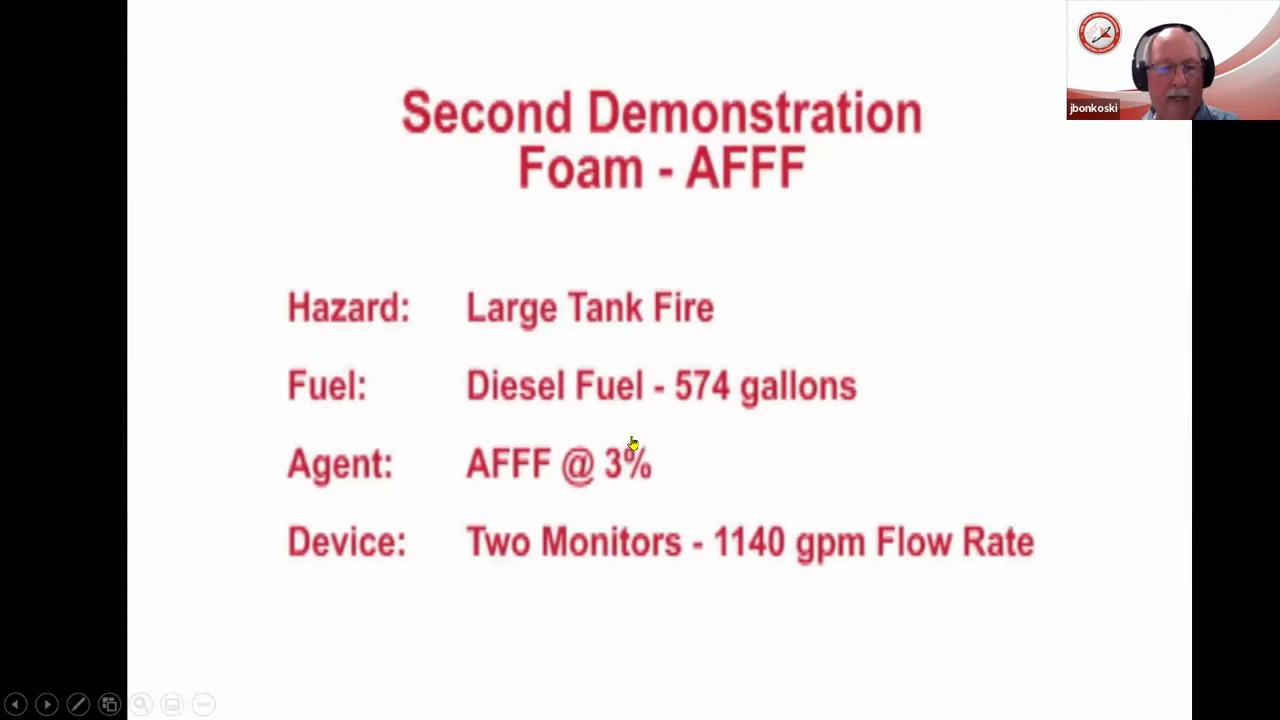 Second Demonstration
Foam - AFFF
Hazard: Large Tank Fire
Fuel: Diesel Fuel - 574 gallons
Agent: AFFF @ 3%
Device: Two Monitors - 1140 gpm Flow Rate
jbonkoski